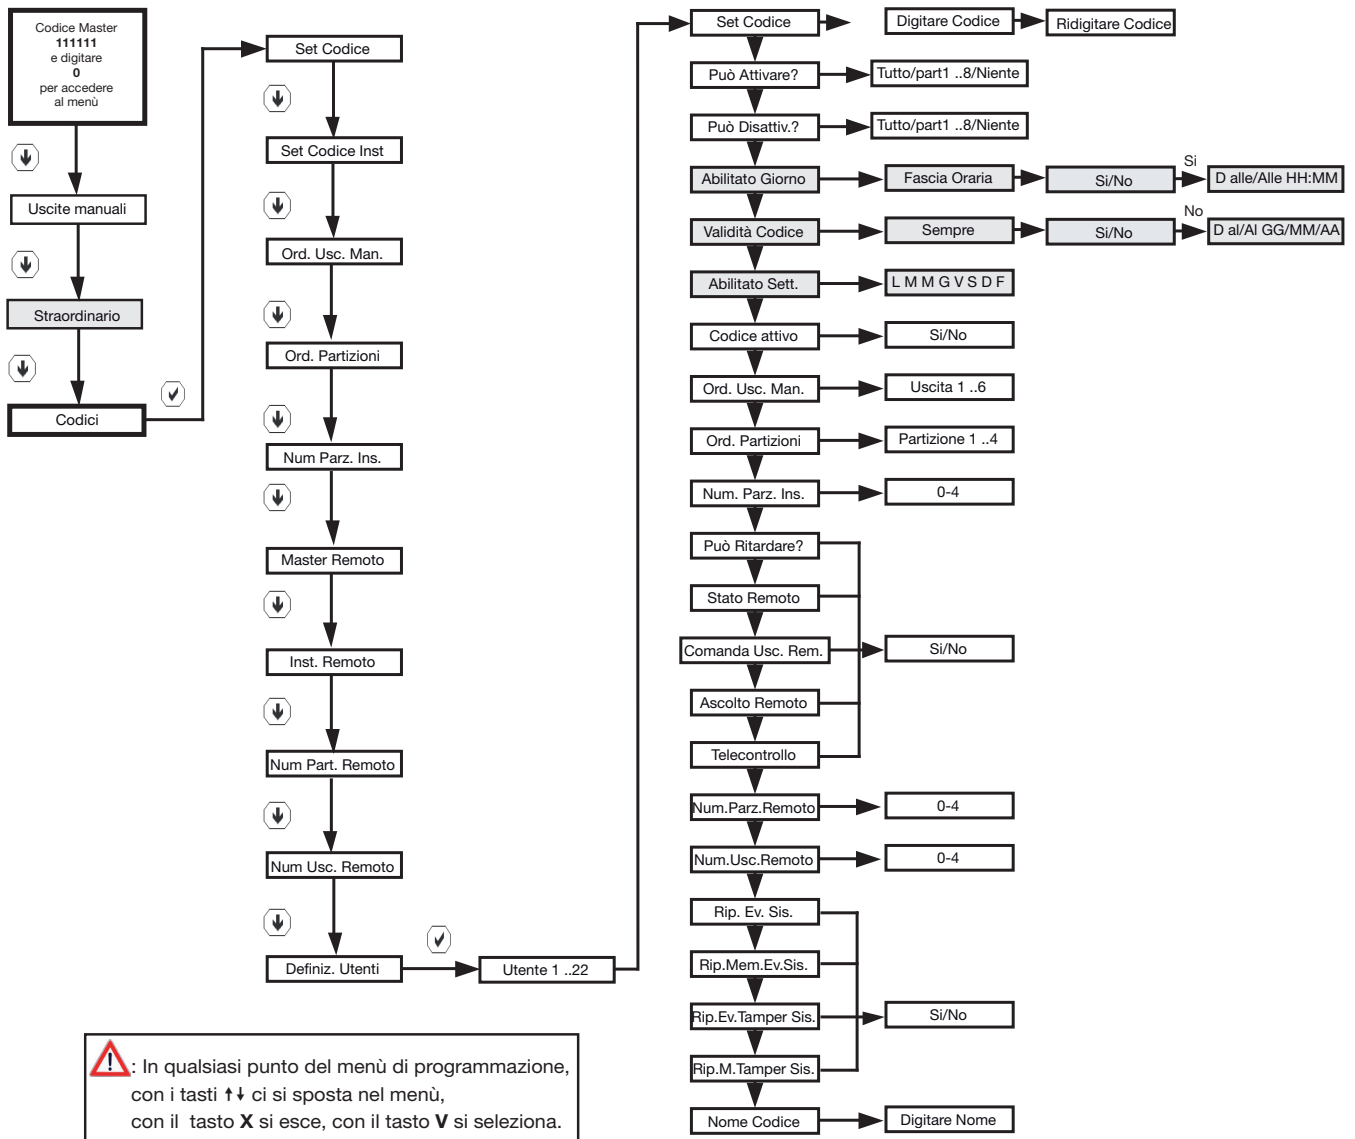 Codice Master
111111
e digitare
0
per accedere
al menù
Uscite manuali
Straordinario
Codici
Set Codice
Set Codice Inst
Ord. Usc. Man.
Ord. Partizioni
Num Parz. Ins.
Master Remoto
Inst. Remoto
Num Part. Remoto
Num Usc. Remoto
Definiz. Utenti
Utente 1 ..22
Set Codice
Digitare Codice
Ridigitare Codice
Può Attivare?
Tutto/part1 ..8/Niente
Può Disattiv.?
Tutto/part1 ..8/Niente
Abilitato Giorno
Fascia Oraria
Si/No
Si
D alle/Alle HH:MM
Validità Codice
Sempre
Si/No
No
D al/Al GG/MM/AA
Abilitato Sett.
L M M G V S D F
Codice attivo
Si/No
Ord. Usc. Man.
Uscita 1 ..6
Ord. Partizioni
Partizione 1 ..4
Num. Parz. Ins.
0-4
Può Ritardare?
Stato Remoto
Comanda Usc. Rem.
Si/No
Ascolto Remoto
Telecontrollo
Num.Parz.Remoto
0-4
Num.Usc.Remoto
0-4
Rip. Ev. Sis.
Rip.Mem.Ev.Sis.
Rip.Ev.Tamper Sis.
Si/No
Rip.M.Tamper Sis.
Nome Codice
Digitare Nome
: In qualsiasi punto del menù di programmazione,
con i tasti ↑↓ ci si sposta nel menù,
con il tasto X si esce, con il tasto V si seleziona.